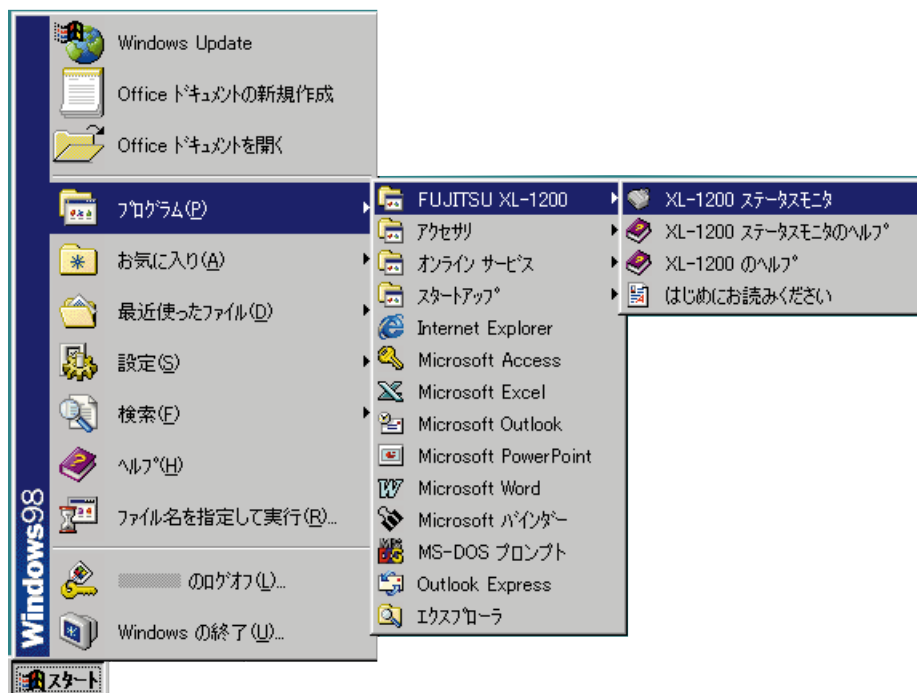 Windows Update
Office ﾄﾞｷｭﾒﾝﾄの新規作成
Office ﾄﾞｷｭﾒﾝﾄを開く
ﾌﾟﾛｸﾞﾗﾑ(P)
お気に入り(A)
最近使ったﾌｧｲﾙ(D)
設定(S)
検索(F)
ﾍﾙﾌﾟ(H)
ﾌｧｲﾙ名を指定して実行(R)...
のﾛｸﾞｵﾌ(L)...
Windows の終了(U)...
Windows98
スタート
FUJITSU XL-1200
ｱｸｾｻﾘ
ｵﾝﾗｲﾝ ｻｰﾋﾞｽ
ｽﾀｰﾄｱｯﾌﾟ
Internet Explorer
Microsoft Access
Microsoft Excel
Microsoft Outlook
Microsoft PowerPoint
Microsoft Word
Microsoft ﾊﾞｲﾝﾀﾞｰ
MS-DOS プロンプト
Outlook Express
ｴｸｽﾌﾟﾛｰﾗ
XL-1200 ｽﾃｰﾀｽﾓﾆﾀ
XL-1200 ｽﾃｰﾀｽﾓﾆﾀのﾍﾙﾌﾟ
XL-1200 のﾍﾙﾌﾟ
はじめにお読みください